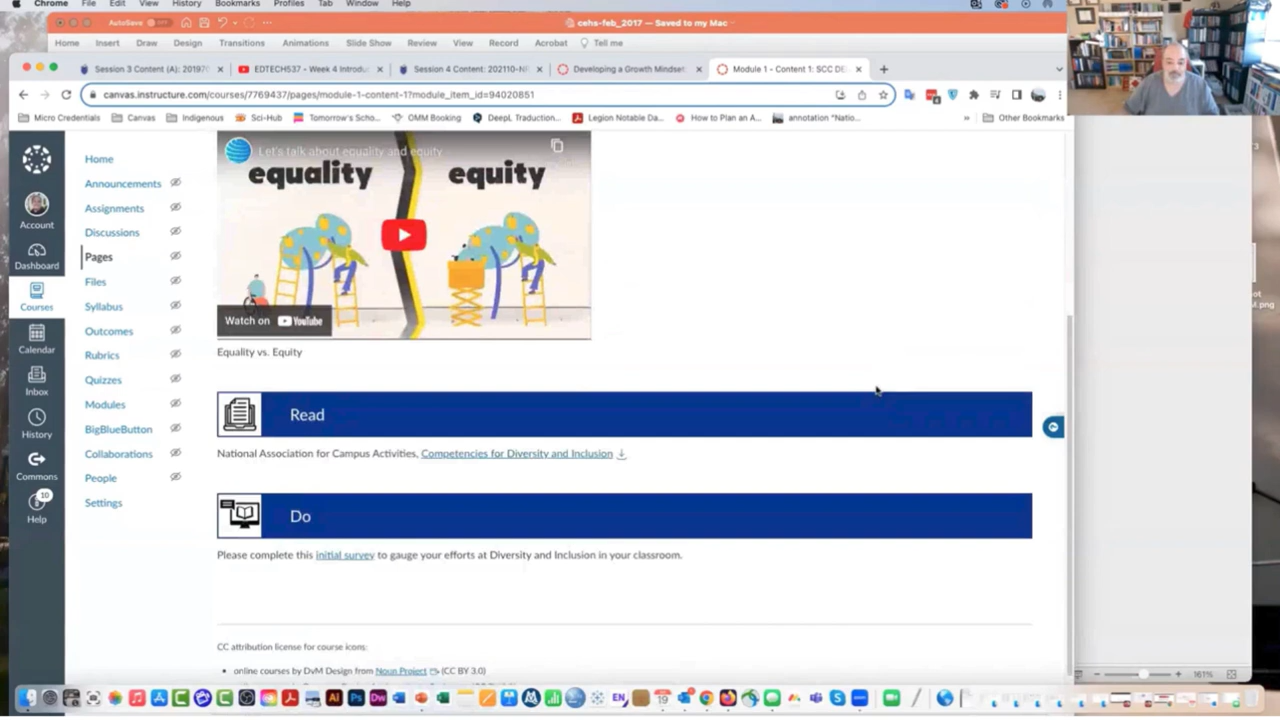 Chrome File Edit View History Bookmarks Profiles Tab Window Help
AutoSave cehs-feb_2017 — Saved to my Mac
Home Insert Draw Design Transitions Animations Slide Show Review View Record Acrobat Tell me
Session 3 Content (A): 20197 EDTECH537 - Week 4 Introdu Session 4 Content: 202110-N Developing a Growth Mindset Module 1 - Content 1: SCC DE
canvas.instructure.com/courses/7769437/pages/module-1-content-1?module_item_id=94020851
Micro Credentials Canvas Indigenous Sci-Hub Tomorrow's Scho... OMM Booking DeepL Traduction... Legion Notable Da... How to Plan an A... annotation "Natio... » Other Bookmarks
Let's talk about equality and equity
equality equity
Watch on YouTube
Equality vs. Equity
Account
Dashboard
Courses
Calendar
Inbox
History
Commons
10
Help
Home
Announcements
Assignments
Discussions
Pages
Files
Syllabus
Outcomes
Rubrics
Quizzes
Modules
BigBlueButton
Collaborations
People
Settings
Read
National Association for Campus Activities, Competencies for Diversity and Inclusion
Do
Please complete this initial survey to gauge your efforts at Diversity and Inclusion in your classroom.
CC attribution license for course icons:
online courses by DvM Design from Noun Project (CC BY 3.0)
161%